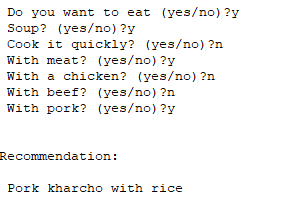 Do you want to eat (yes/no)?y
Soup? (yes/no)?y
Cook it quickly? (yes/no)?n
With meat? (yes/no)?y
With a chicken? (yes/no)?n
With beef? (yes/no)?n
With pork? (yes/no)?y
Recommendation:
Pork kharcho with rice